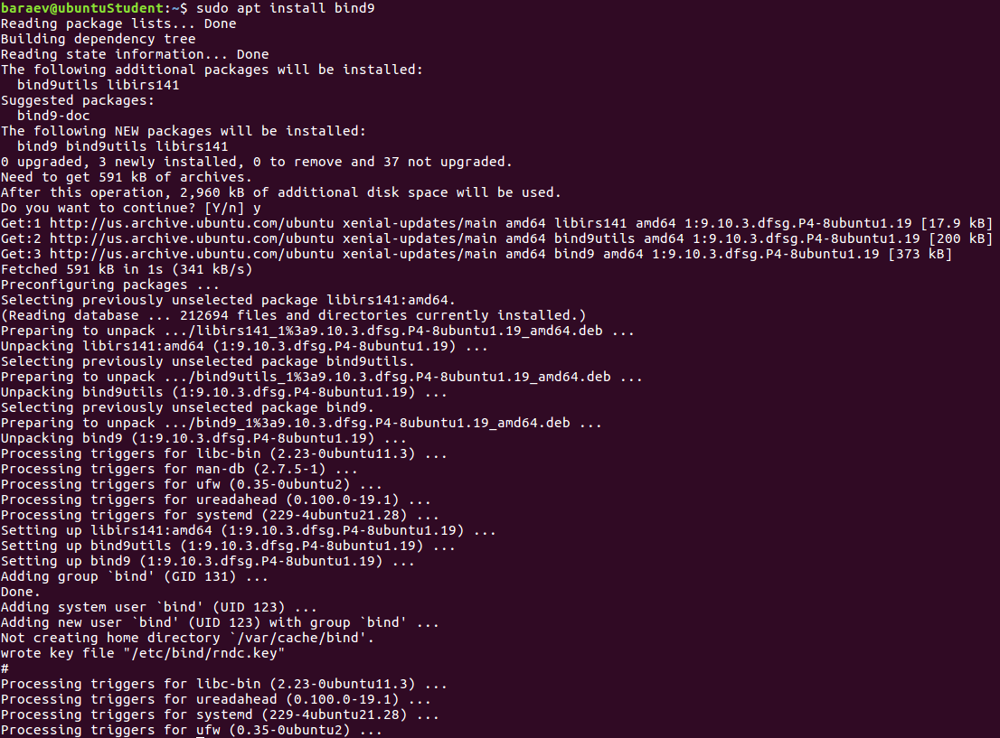 baraev@ubuntuStudent:~$ sudo apt install bind9
Reading package lists... Done
Building dependency tree
Reading state information... Done
The following additional packages will be installed:
  bind9utils libirs141
Suggested packages:
  bind9-doc
The following NEW packages will be installed:
  bind9 bind9utils libirs141
0 upgraded, 3 newly installed, 0 to remove and 37 not upgraded.
Need to get 591 kB of archives.
After this operation, 2,960 kB of additional disk space will be used.
Do you want to continue? [Y/n] y
Get:1 http://us.archive.ubuntu.com/ubuntu xenial-updates/main amd64 libirs141 amd64 1:9.10.3.dfsg.P4-8ubuntu1.19 [17.9 kB]
Get:2 http://us.archive.ubuntu.com/ubuntu xenial-updates/main amd64 bind9utils amd64 1:9.10.3.dfsg.P4-8ubuntu1.19 [200 kB]
Get:3 http://us.archive.ubuntu.com/ubuntu xenial-updates/main amd64 bind9 amd64 1:9.10.3.dfsg.P4-8ubuntu1.19 [373 kB]
Fetched 591 kB in 1s (341 kB/s)
Preconfiguring packages ...
Selecting previously unselected package libirs141:amd64.
(Reading database ... 212694 files and directories currently installed.)
Preparing to unpack .../libirs141_1%3a9.10.3.dfsg.P4-8ubuntu1.19_amd64.deb ...
Unpacking libirs141:amd64 (1:9.10.3.dfsg.P4-8ubuntu1.19) ...
Selecting previously unselected package bind9utils.
Preparing to unpack .../bind9utils_1%3a9.10.3.dfsg.P4-8ubuntu1.19_amd64.deb ...
Unpacking bind9utils (1:9.10.3.dfsg.P4-8ubuntu1.19) ...
Selecting previously unselected package bind9.
Preparing to unpack .../bind9_1%3a9.10.3.dfsg.P4-8ubuntu1.19_amd64.deb ...
Unpacking bind9 (1:9.10.3.dfsg.P4-8ubuntu1.19) ...
Processing triggers for libc-bin (2.23-0ubuntu11.3) ...
Processing triggers for man-db (2.7.5-1) ...
Processing triggers for ufw (0.35-0ubuntu2) ...
Processing triggers for ureadahead (0.100.0-19.1) ...
Processing triggers for systemd (229-4ubuntu21.28) ...
Setting up libirs141:amd64 (1:9.10.3.dfsg.P4-8ubuntu1.19) ...
Setting up bind9utils (1:9.10.3.dfsg.P4-8ubuntu1.19) ...
Setting up bind9 (1:9.10.3.dfsg.P4-8ubuntu1.19) ...
Adding group `bind' (GID 131) ...
Done.
Adding system user `bind' (UID 123) ...
Adding new user `bind' (UID 123) with group `bind' ...
Not creating home directory `/var/cache/bind'.
wrote key file "/etc/bind/rndc.key"
#
Processing triggers for libc-bin (2.23-0ubuntu11.3) ...
Processing triggers for ureadahead (0.100.0-19.1) ...
Processing triggers for systemd (229-4ubuntu21.28) ...
Processing triggers for ufw (0.35-0ubuntu2) ...